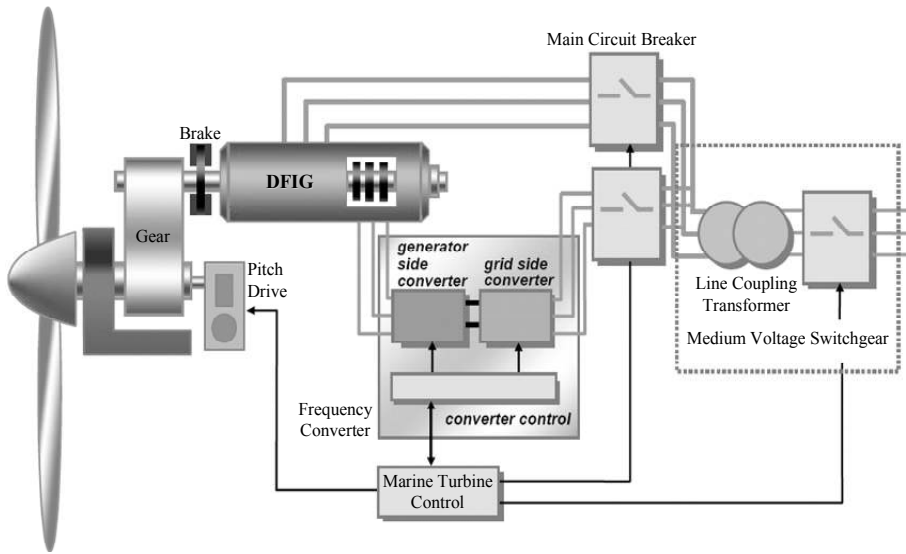 Main Circuit Breaker
Brake
DFIG
Gear
Pitch
Drive
generator
side
converter
grid side
converter
Line Coupling
Transformer
Medium Voltage Switchgear
Frequency
Converter
converter control
Marine Turbine
Control